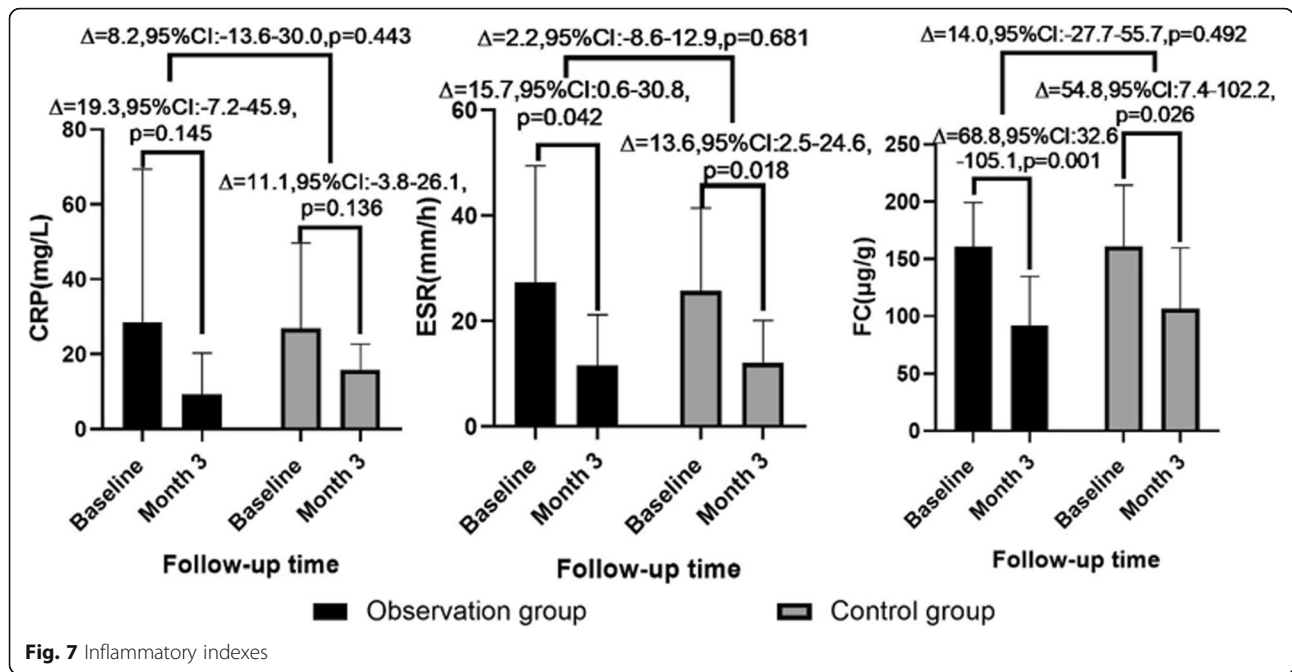 Δ=8.2,95%CI:-13.6-30.0,p=0.443
Δ=19.3,95%CI:-7.2-45.9,
p=0.145
Δ=11.1,95%CI:-3.8-26.1,
p=0.136
CRP(mg/L)
80
60
40
20
0
Baseline
Month 3
Baseline
Month 3
Follow-up time
Δ=2.2,95%CI:-8.6-12.9,p=0.681
Δ=15.7,95%CI:0.6-30.8,
p=0.042
Δ=13.6,95%CI:2.5-24.6,
p=0.018
ESR(mm/h)
60
40
20
0
Baseline
Month 3
Baseline
Month 3
Follow-up time
Δ=14.0,95%CI:-27.7-55.7,p=0.492
Δ=54.8,95%CI:7.4-102.2,
p=0.026
Δ=68.8,95%CI:32.6
-105.1,p=0.001
FC(μg/g)
250
200
150
100
50
0
Baseline
Month 3
Baseline
Month 3
Follow-up time
Observation group
Control group
Fig. 7 Inflammatory indexes